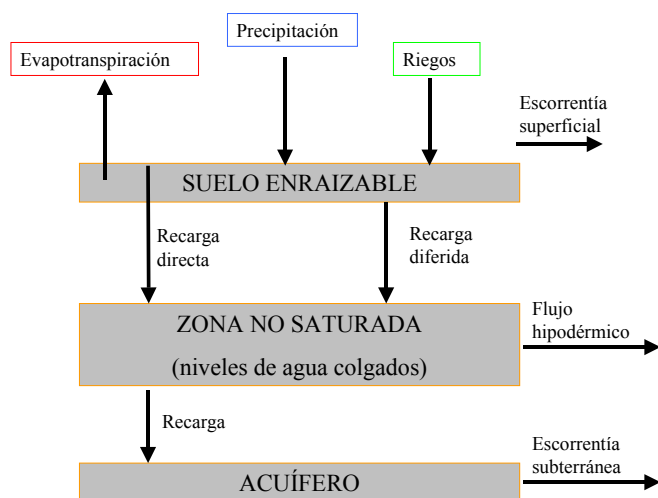 Precipitación
Evapotranspiración
Riegos
Escorrentía
superficial
SUELO ENRAIZABLE
Recarga
directa
Recarga
diferida
ZONA NO SATURADA
(niveles de agua colgados)
Flujo
hipodérmico
Recarga
Escorrentía
subterránea
ACUÍFERO